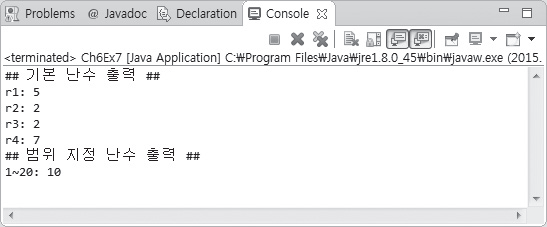 Problems @ Javadoc Declaration Console
<terminated> Ch6Ex7 [Java Application] C:₩Program Files₩Java₩jre1.8.0_45₩bin₩javaw.exe (2015.
## 기본 난수 출력 ##
r1: 5
r2: 2
r3: 2
r4: 7
## 범위 지정 난수 출력 ##
1~20: 10